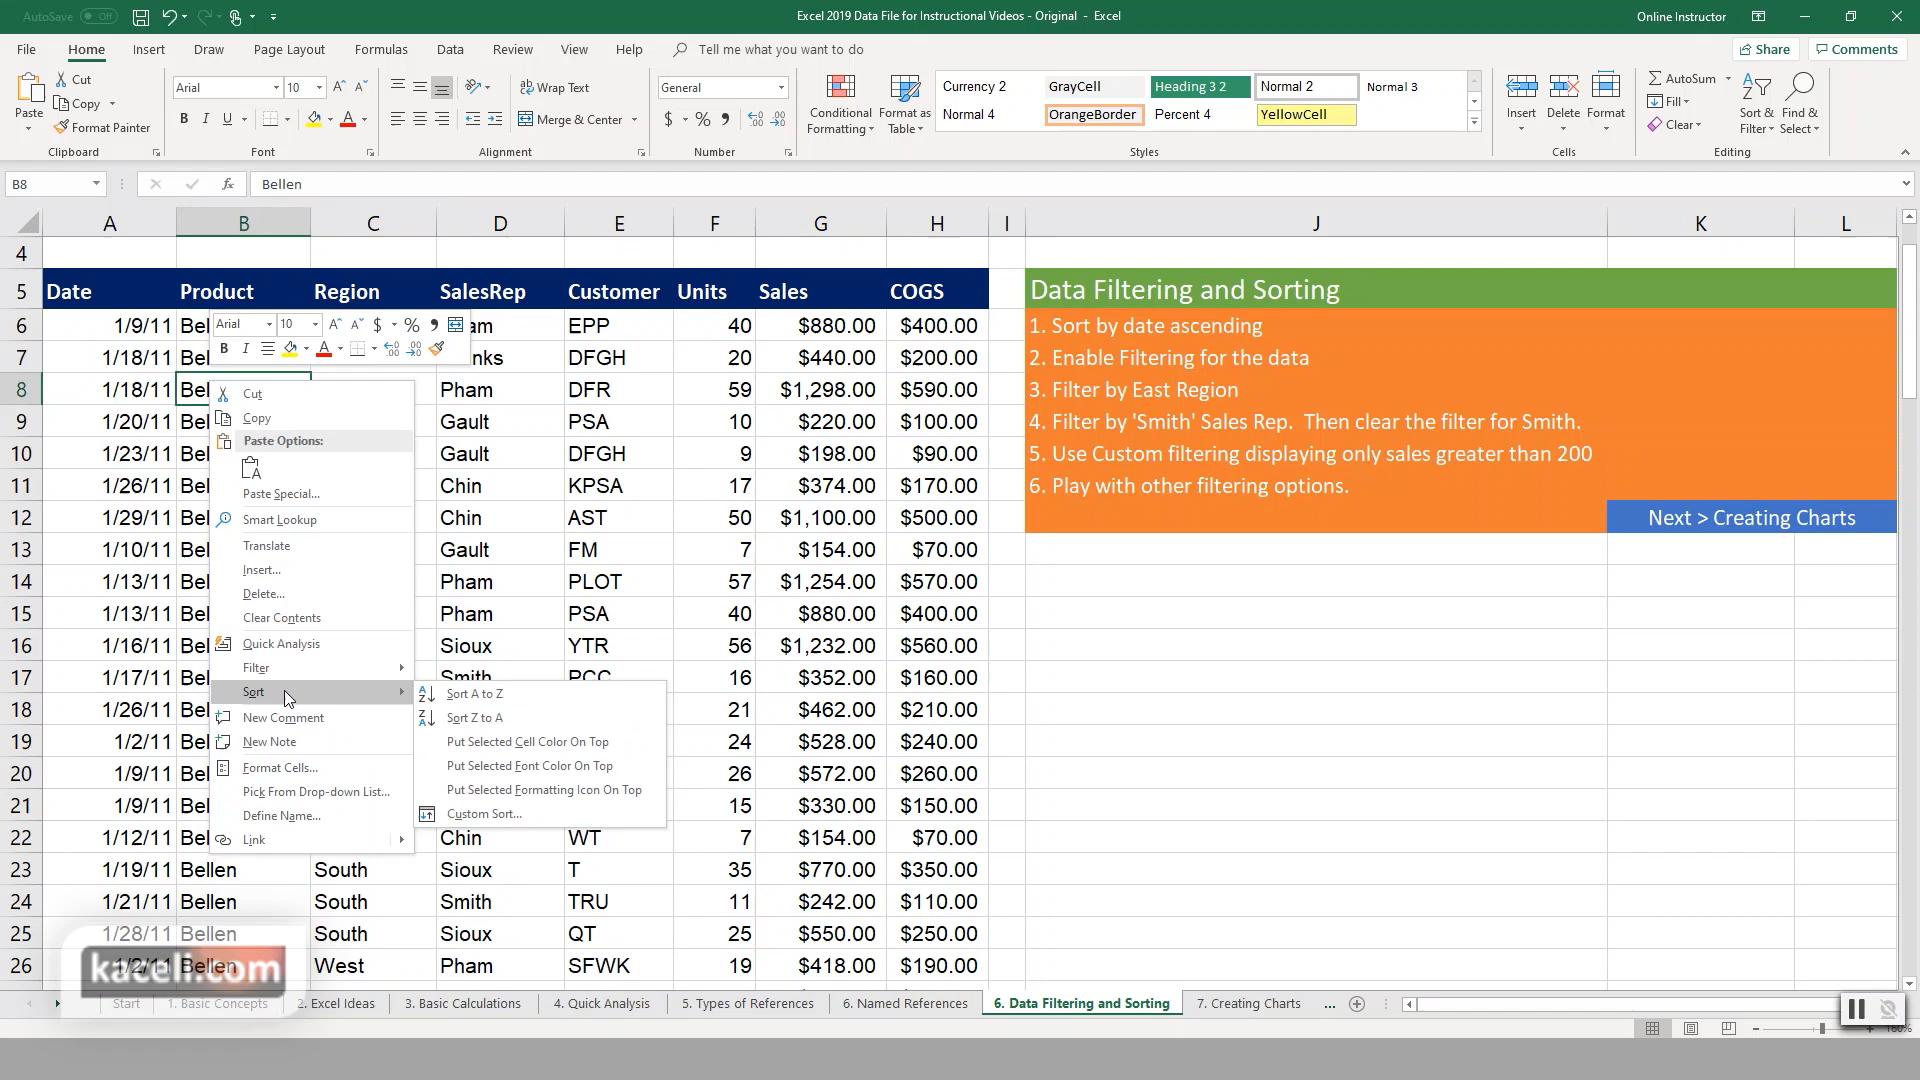 AutoSave Off
Excel 2019 Data File for Instructional Videos - Original - Excel
Online Instructor
File Home Insert Draw Page Layout Formulas Data Review View Help Tell me what you want to do
Share Comments
Paste
Cut
Copy
Format Painter
Clipboard
Arial 10
B I U
Font
Wrap Text
Merge & Center
Alignment
General
$ % ,
Number
Conditional Formatting
Format as Table
Currency 2 GrayCell Heading 3 2 Normal 2 Normal 3
Normal 4 OrangeBorder Percent 4 YellowCell
Styles
Insert Delete Format
Cells
AutoSum
Fill
Clear
Sort & Filter
Find & Select
Editing
B8 fx Bellen
A B C D E F G H I J K L
4
5 Date Product Region SalesRep Customer Units Sales COGS
6 1/9/11 Bel am EPP 40 $880.00 $400.00
7 1/18/11 Bel nks DFGH 20 $440.00 $200.00
8 1/18/11 Bel Pham DFR 59 $1,298.00 $590.00
9 1/20/11 Bel Gault PSA 10 $220.00 $100.00
10 1/23/11 Bel Gault DFGH 9 $198.00 $90.00
11 1/26/11 Bel Chin KPSA 17 $374.00 $170.00
12 1/29/11 Bel Chin AST 50 $1,100.00 $500.00
13 1/10/11 Bel Gault FM 7 $154.00 $70.00
14 1/13/11 Bel Pham PLOT 57 $1,254.00 $570.00
15 1/13/11 Bel Pham PSA 40 $880.00 $400.00
16 1/16/11 Bel Sioux YTR 56 $1,232.00 $560.00
17 1/17/11 Bel Smith PCC 16 $352.00 $160.00
18 1/26/11 Bel 21 $462.00 $210.00
19 1/2/11 Bel 24 $528.00 $240.00
20 1/9/11 Bel 26 $572.00 $260.00
21 1/9/11 Bel 15 $330.00 $150.00
22 1/12/11 Bel Chin WT 7 $154.00 $70.00
23 1/19/11 Bellen South Sioux T 35 $770.00 $350.00
24 1/21/11 Bellen South Smith TRU 11 $242.00 $110.00
25 1/28/11 Bellen South Sioux QT 25 $550.00 $250.00
26 1/2/11 Bellen West Pham SFWK 19 $418.00 $190.00
Arial 10 $ % ,
B I
Cut
Copy
Paste Options:
Paste Special...
Smart Lookup
Translate
Insert...
Delete...
Clear Contents
Quick Analysis
Filter
Sort
New Comment
New Note
Format Cells...
Pick From Drop-down List...
Define Name...
Link
Sort A to Z
Sort Z to A
Put Selected Cell Color On Top
Put Selected Font Color On Top
Put Selected Formatting Icon On Top
Custom Sort...
Data Filtering and Sorting
1. Sort by date ascending
2. Enable Filtering for the data
3. Filter by East Region
4. Filter by 'Smith' Sales Rep. Then clear the filter for Smith.
5. Use Custom filtering displaying only sales greater than 200
6. Play with other filtering options.
Next > Creating Charts
kaceli.com
Start 1. Basic Concepts 2. Excel Ideas 3. Basic Calculations 4. Quick Analysis 5. Types of References 6. Named References 6. Data Filtering and Sorting 7. Creating Charts ...
160%